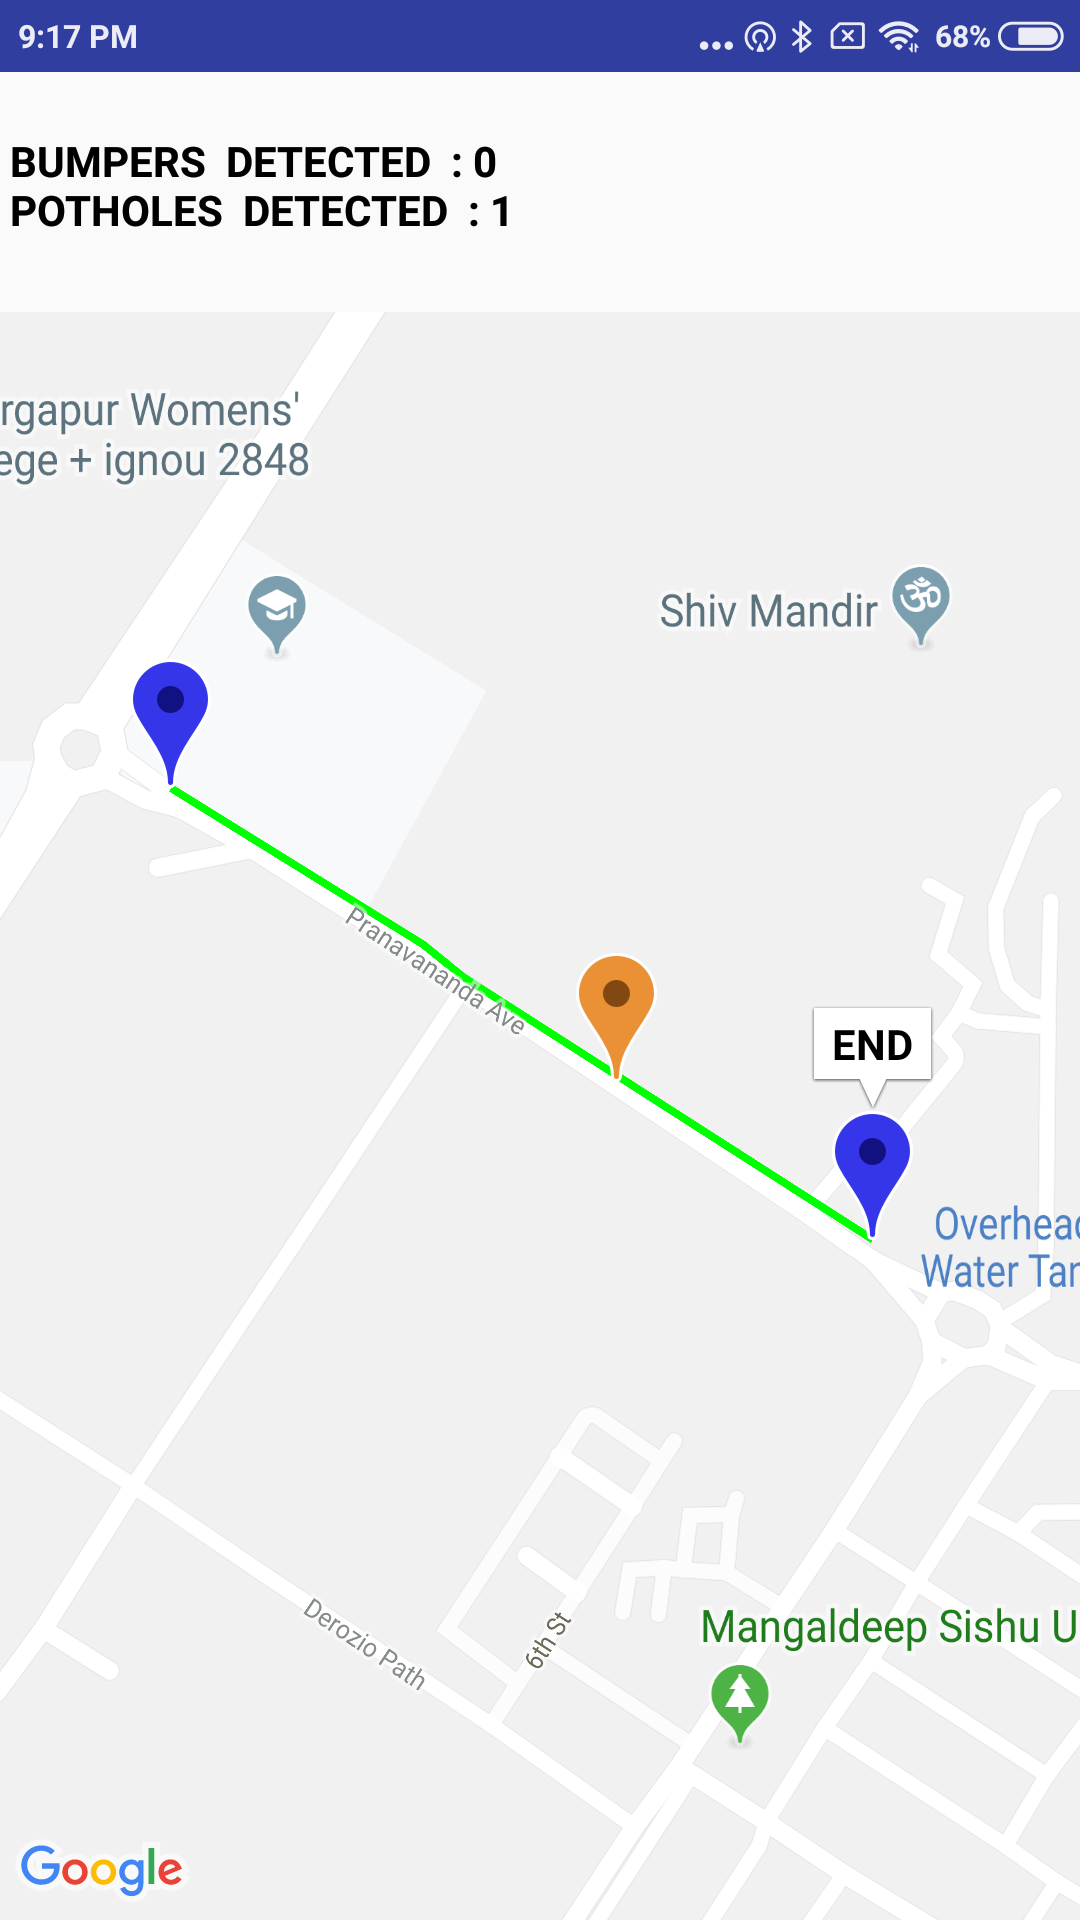 9:17 PM
68%
BUMPERS DETECTED : 0
POTHOLES DETECTED : 1
rgapur Womens'
ege + ignou 2848
Shiv Mandir
ॐ
Pranavananda Ave
END
Overhead
Water Tan
Derozio Path
6th St
Mangaldeep Sishu U
Google